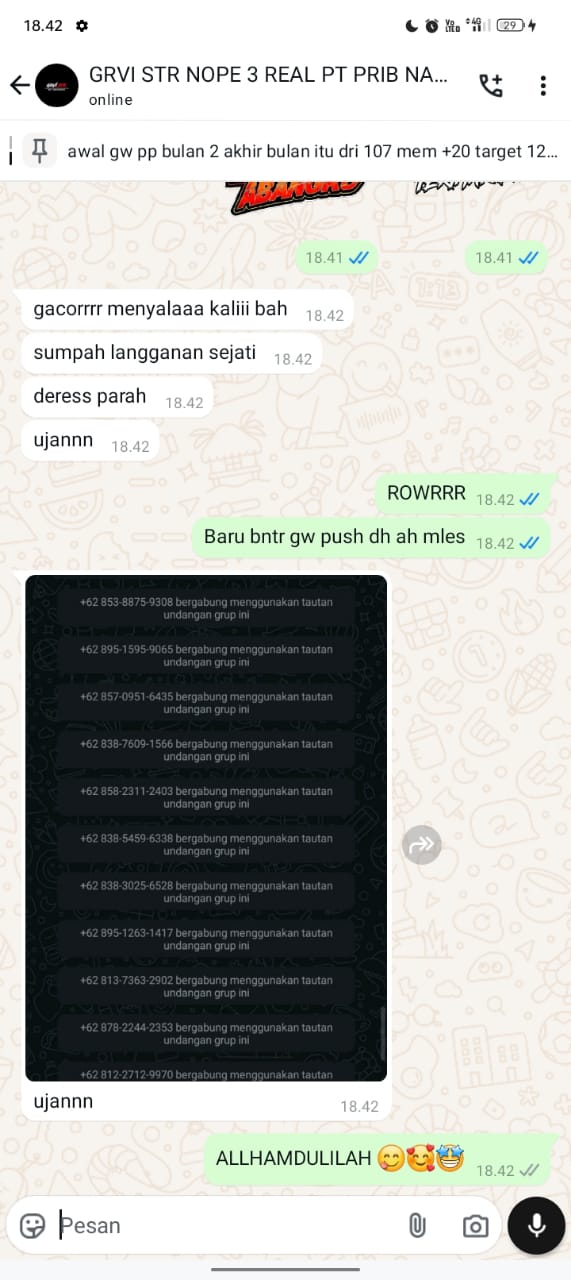 18.42
Vo
LTE D
4G
29
GRVI STR NOPE 3 REAL PT PRIB NA...
online
awal gw pp bulan 2 akhir bulan itu dri 107 mem +20 target 12...
18.41
18.41
gacorrrr menyalaaa kaliii bah 18.42
sumpah langganan sejati 18.42
deress parah 18.42
ujannn 18.42
ROWRRR 18.42
Baru bntr gw push dh ah mles 18.42
+62 853-8875-9308 bergabung menggunakan tautan
undangan grup ini
+62 895-1595-9065 bergabung menggunakan tautan
undangan grup ini
+62 857-0951-6435 bergabung menggunakan tautan
undangan grup ini
+62 838-7609-1566 bergabung menggunakan tautan
undangan grup ini
+62 858-2311-2403 bergabung menggunakan tautan
undangan grup ini
+62 838-5459-6338 bergabung menggunakan tautan
undangan grup ini
+62 838-3025-6528 bergabung menggunakan tautan
undangan grup ini
+62 895-1263-1417 bergabung menggunakan tautan
undangan grup ini
+62 813-7363-2902 bergabung menggunakan tautan
undangan grup ini
+62 878-2244-2353 bergabung menggunakan tautan
undangan grup ini
+62 812-2712-9970 bergabung menggunakan tautan
ujannn 18.42
ALLHAMDULILAH 😋🥰🤩 18.42
Pesan